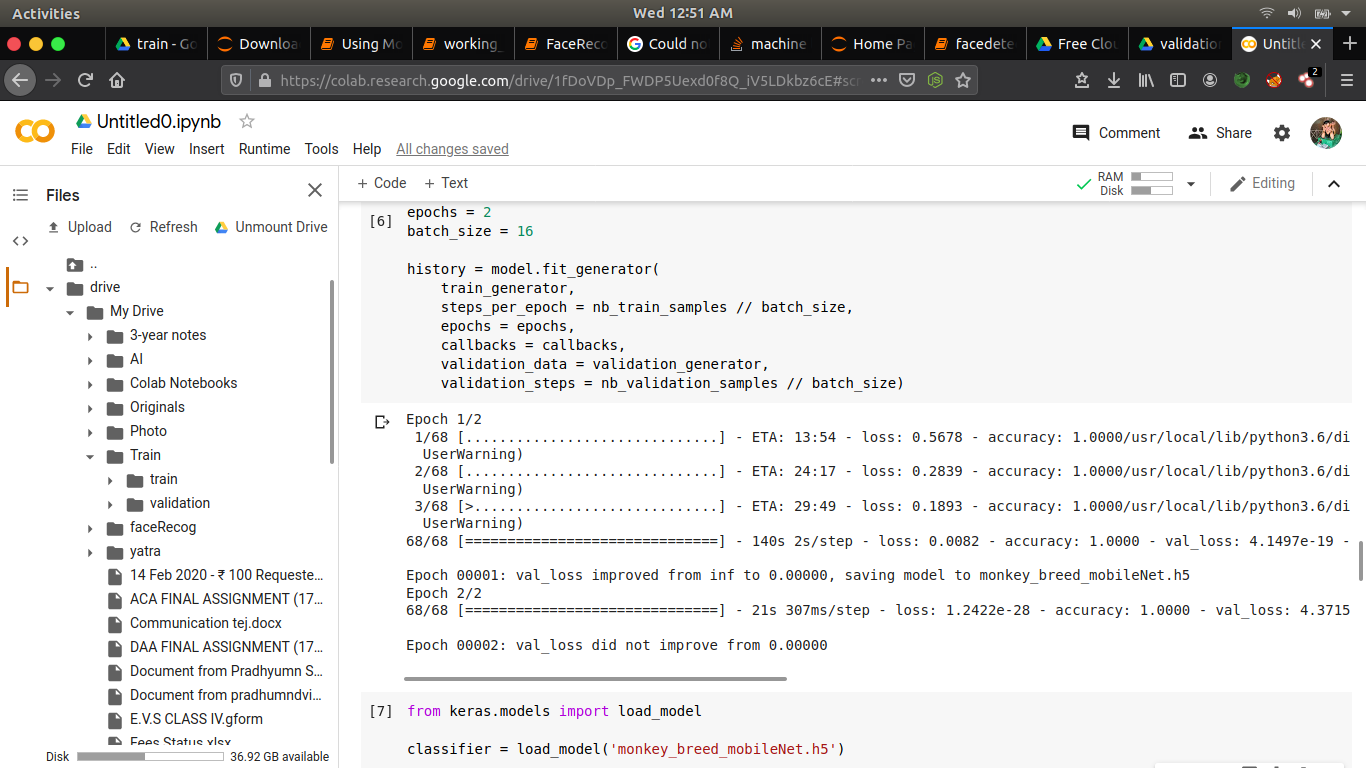 Activities
Wed 12:51 AM
train - Go
Downloa
Using Mo
working_
FaceReco
Could no
machine
Home Pa
facedete
Free Clou
validation
Untitl
https://colab.research.google.com/drive/1fDoVDp_FWDP5Uexd0f8Q_iV5LDkbz6cE#scr
2
Untitled0.ipynb
File Edit View Insert Runtime Tools Help All changes saved
Comment
Share
Files
Upload Refresh Unmount Drive
..
drive
My Drive
3-year notes
AI
Colab Notebooks
Originals
Photo
Train
train
validation
faceRecog
yatra
14 Feb 2020 - ₹ 100 Requeste...
ACA FINAL ASSIGNMENT (17...
Communication tej.docx
DAA FINAL ASSIGNMENT (17...
Document from Pradhyumn S...
Document from pradhumndvi...
E.V.S CLASS IV.gform
Fees Status.xlsx
Disk
36.92 GB available
+ Code + Text
RAM
Disk
Editing
[6]
epochs = 2
batch_size = 16
history = model.fit_generator(
train_generator,
steps_per_epoch = nb_train_samples // batch_size,
epochs = epochs,
callbacks = callbacks,
validation_data = validation_generator,
validation_steps = nb_validation_samples // batch_size)
Epoch 1/2
1/68 [..............................] - ETA: 13:54 - loss: 0.5678 - accuracy: 1.0000/usr/local/lib/python3.6/di
UserWarning)
2/68 [..............................] - ETA: 24:17 - loss: 0.2839 - accuracy: 1.0000/usr/local/lib/python3.6/di
UserWarning)
3/68 [>.............................] - ETA: 29:49 - loss: 0.1893 - accuracy: 1.0000/usr/local/lib/python3.6/di
UserWarning)
68/68 [==============================] - 140s 2s/step - loss: 0.0082 - accuracy: 1.0000 - val_loss: 4.1497e-19 -
Epoch 00001: val_loss improved from inf to 0.00000, saving model to monkey_breed_mobileNet.h5
Epoch 2/2
68/68 [==============================] - 21s 307ms/step - loss: 1.2422e-28 - accuracy: 1.0000 - val_loss: 4.3715
Epoch 00002: val_loss did not improve from 0.00000
[7]
from keras.models import load_model
classifier = load_model('monkey_breed_mobileNet.h5')